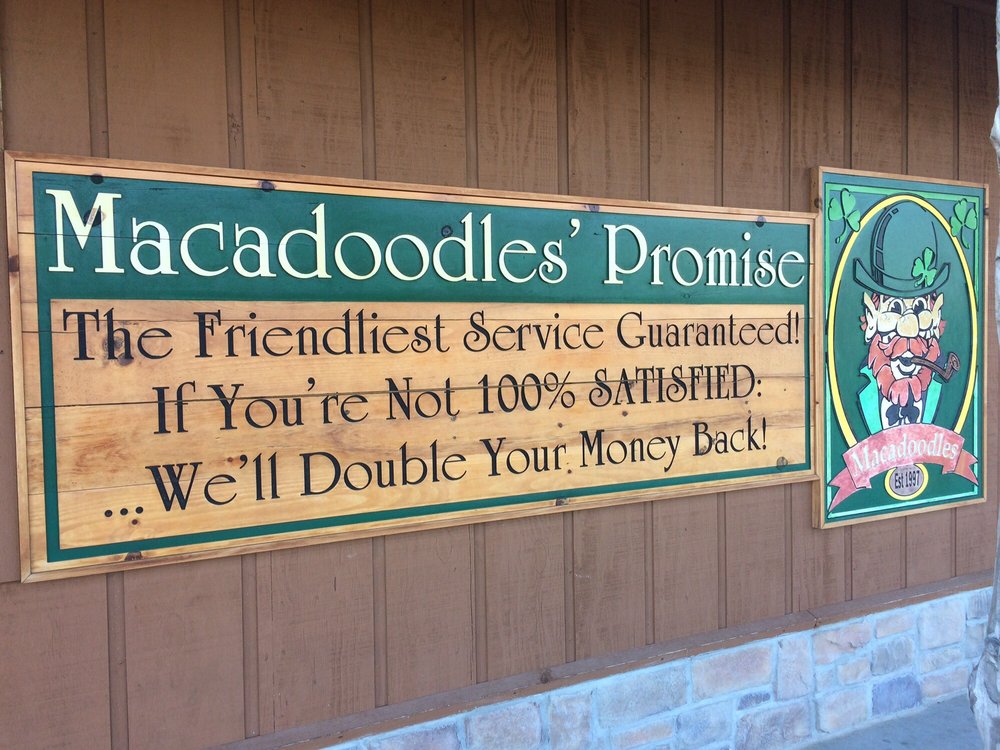 Macadoodles' Promise
The Friendliest Service Guaranteed!
If You're Not 100% SATISFIED:
...We'll Double Your Money Back!
Macadoodles
Est 1997